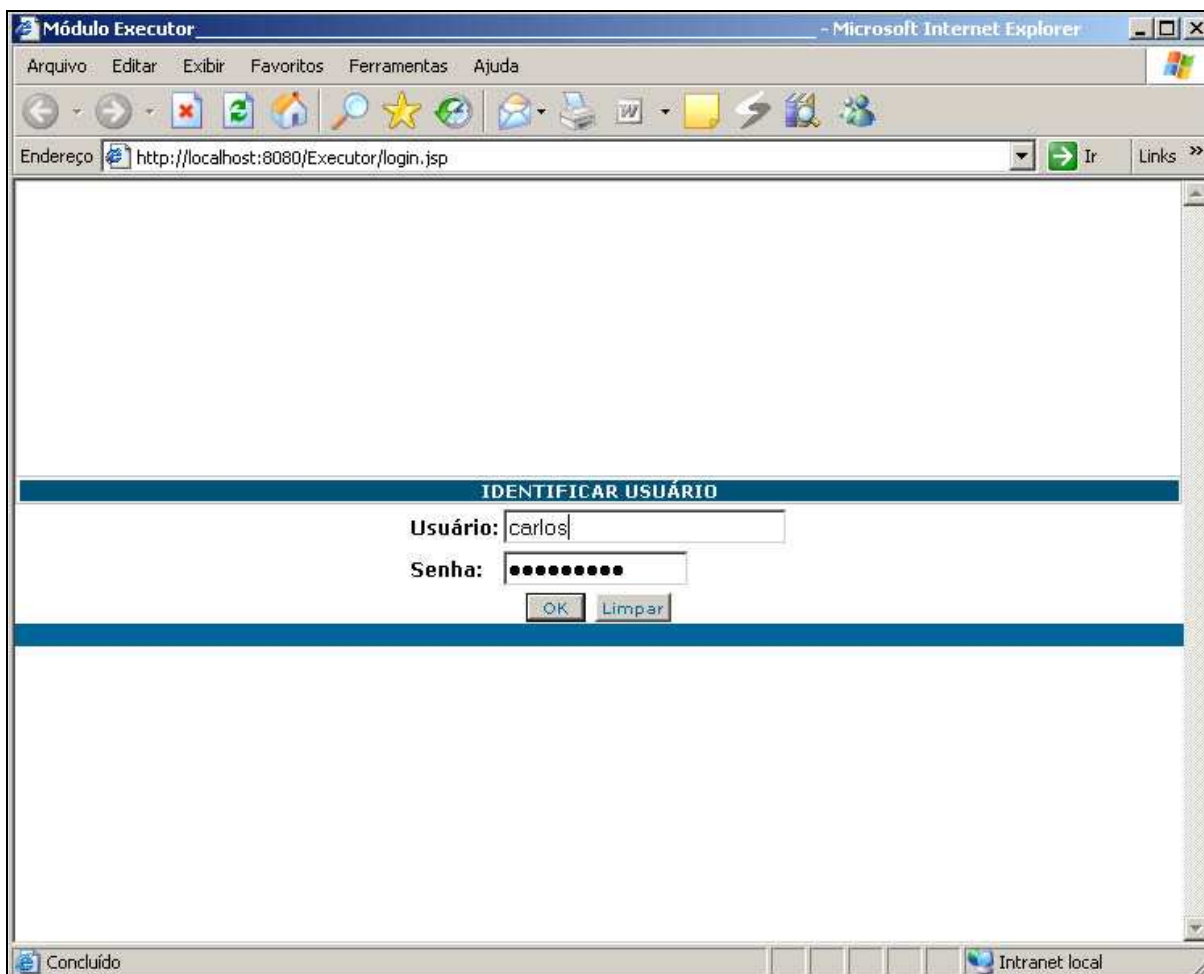 Módulo Executor_______________________________________________ - Microsoft Internet Explorer
Arquivo Editar Exibir Favoritos Ferramentas Ajuda
Endereço http://localhost:8080/Executor/login.jsp Ir Links »
IDENTIFICAR USUÁRIO
Usuário: carlos
Senha: •••••••••
OK Limpar
Concluído Intranet local